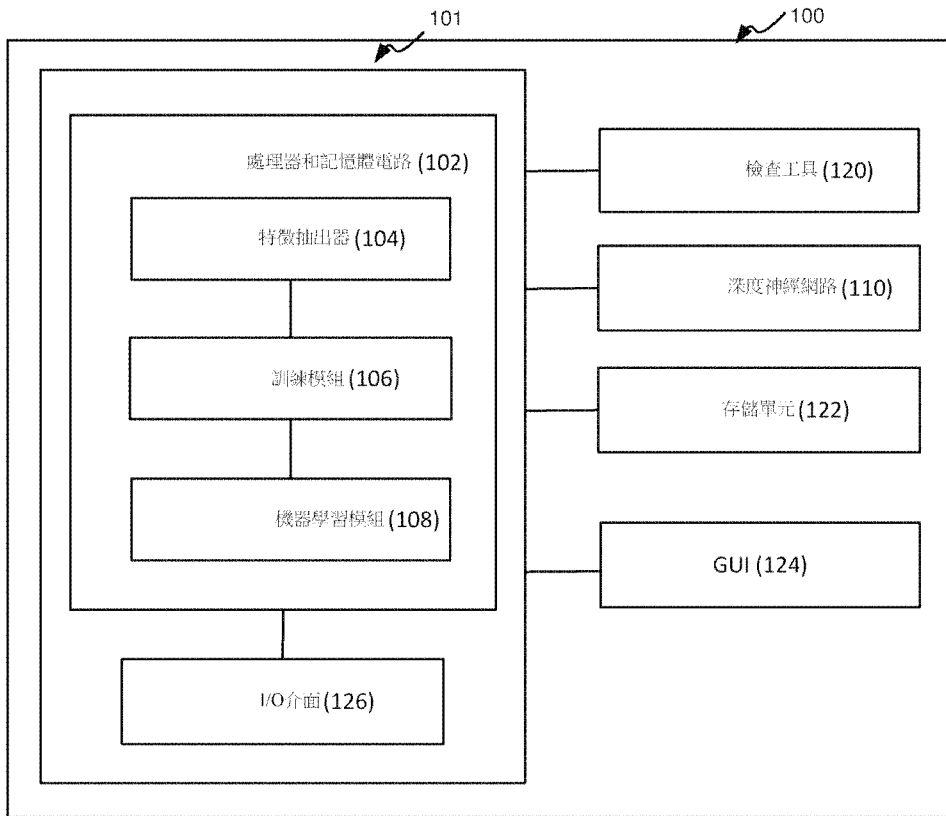 101
100
處理器和記憶體電路(102)
特徵抽出器(104)
訓練模組(106)
機器學習模組(108)
I/O介面(126)
檢查工具(120)
深度神經網路(110)
存儲單元(122)
GUI (124)